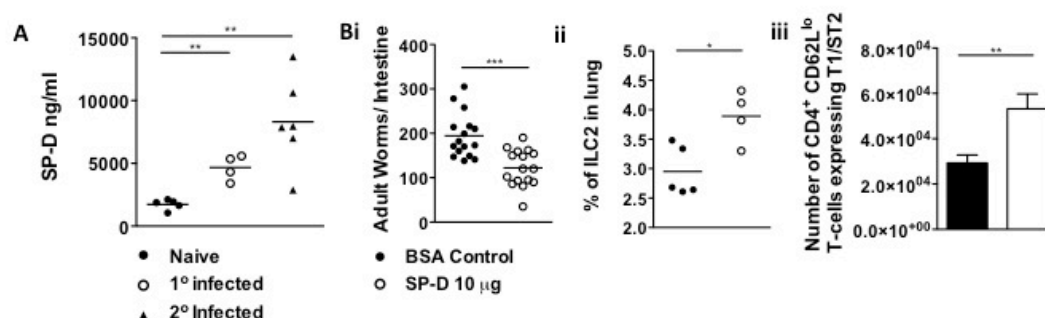 A
SP-D ng/ml
15000
10000
5000
0
**
**
Naive
1º infected
2º Infected
Bi
Adult Worms/ Intestine
400
300
200
100
0
***
BSA Control
SP-D 10 µg
ii
% of ILC2 in lung
5.0
4.5
4.0
3.5
3.0
2.5
2.0
*
iii
Number of CD4⁺ CD62Lˡᵒ
T-cells expressing T1/ST2
8.0×10⁰⁴
6.0×10⁰⁴
4.0×10⁰⁴
2.0×10⁰⁴
0.0×10⁺⁰⁰
**